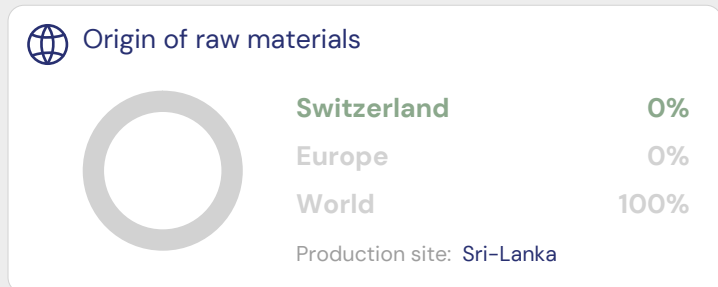 Origin of raw materials
Switzerland 0%
Europe 0%
World 100%
Production site: Sri-Lanka